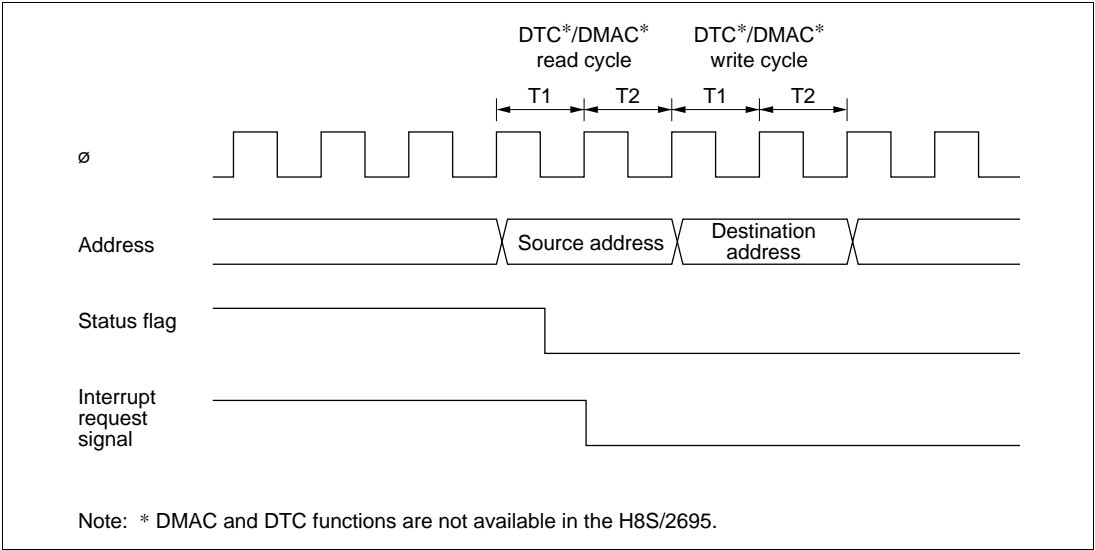 DTC*/DMAC* DTC*/DMAC*
read cycle write cycle
T1 T2 T1 T2
ø
Address
Source address
Destination
address
Status flag
Interrupt
request
signal
Note: * DMAC and DTC functions are not available in the H8S/2695.